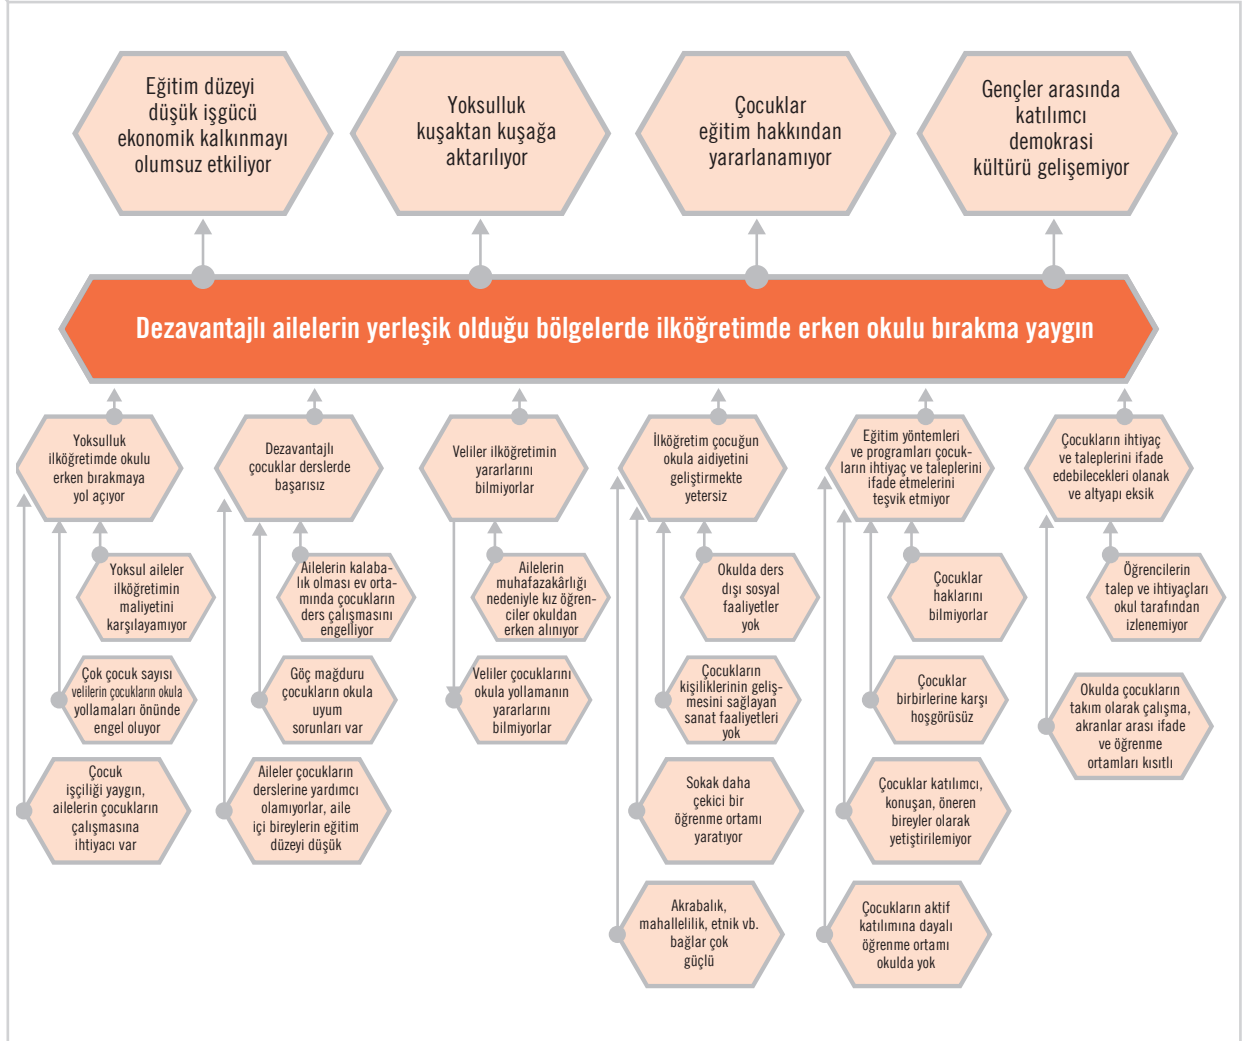 Eğitim düzeyi
düşük işgücü
ekonomik kalkınmayı
olumsuz etkiliyor
Yoksulluk
kuşaktan kuşağa
aktarılıyor
Çocuklar
eğitim hakkından
yararlanamıyor
Gençler arasında
katılımcı
demokrasi
kültürü gelişemiyor
Dezavantajlı ailelerin yerleşik olduğu bölgelerde ilköğretimde erken okulu bırakma yaygın
Yoksulluk
ilköğretimde okulu
erken bırakmaya
yol açıyor
Dezavantajlı
çocuklar derslerde
başarısız
Veliler ilköğretimin
yararlarını
bilmiyorlar
İlköğretim çocuğun
okula aidiyetini
geliştirmekte
yetersiz
Eğitim yöntemleri
ve programları çocuk-
ların ihtiyaç ve taleplerini
ifade etmelerini
teşvik etmiyor
Çocukların ihtiyaç
ve taleplerini ifade
edebilecekleri olanak
ve altyapı eksik
Yoksul aileler
ilköğretimin
maliyetini
karşılayamıyor
Ailelerin kalaba-
lık olması ev orta-
mında çocukların
ders çalışmasını
engelliyor
Ailelerin
muhafazakârlığı
nedeniyle kız öğren-
ciler okuldan
erken alınıyor
Okulda ders
dışı sosyal
faaliyetler
yok
Çocuklar
haklarını
bilmiyorlar
Öğrencilerin
talep ve ihtiyaçları
okul tarafından
izlenemiyor
Çok çocuk sayısı
velilerin çocukların okula
yollamaları önünde
engel oluyor
Göç mağduru
çocukların okula
uyum
sorunları var
Veliler çocuklarını
okula yollamanın
yararlarını
bilmiyorlar
Çocukların
kişiliklerinin geliş-
mesini sağlayan
sanat faaliyetleri
yok
Çocuklar
birbirlerine karşı
hoşgörüsüz
Okulda çocukların
takım olarak çalışma,
akranlar arası ifade
ve öğrenme
ortamları kısıtlı
Çocuk
işçiliği yaygın,
ailelerin çocukların
çalışmasına
ihtiyacı var
Aileler çocukların
derslerine yardımcı
olamıyorlar, aile
içi bireylerin eğitim
düzeyi düşük
Sokak daha
çekici bir
öğrenme ortamı
yaratıyor
Çocuklar katılımcı,
konuşan, öneren
bireyler olarak
yetiştirilemiyor
Akrabalık,
mahallelilik, etnik vb.
bağlar çok
güçlü
Çocukların aktif
katılımına dayalı
öğrenme ortamı
okulda yok